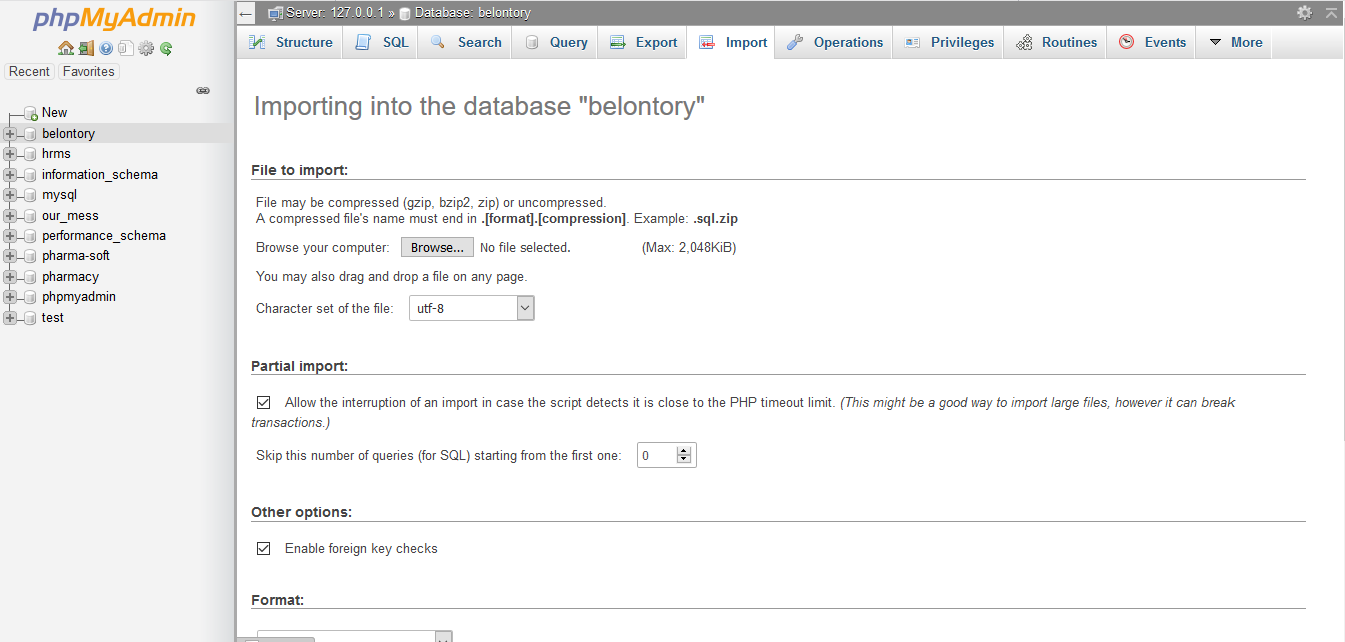 phpMyAdmin
Recent Favorites
New
belontory
hrms
information_schema
mysql
our_mess
performance_schema
pharma-soft
pharmacy
phpmyadmin
test
← Server: 127.0.0.1 » Database: belontory
Structure SQL Search Query Export Import Operations Privileges Routines Events More
Importing into the database "belontory"
File to import:
File may be compressed (gzip, bzip2, zip) or uncompressed.
A compressed file's name must end in .[format].[compression]. Example: .sql.zip
Browse your computer: Browse... No file selected. (Max: 2,048KiB)
You may also drag and drop a file on any page.
Character set of the file: utf-8
Partial import:
Allow the interruption of an import in case the script detects it is close to the PHP timeout limit. (This might be a good way to import large files, however it can break
transactions.)
Skip this number of queries (for SQL) starting from the first one: 0
Other options:
Enable foreign key checks
Format: